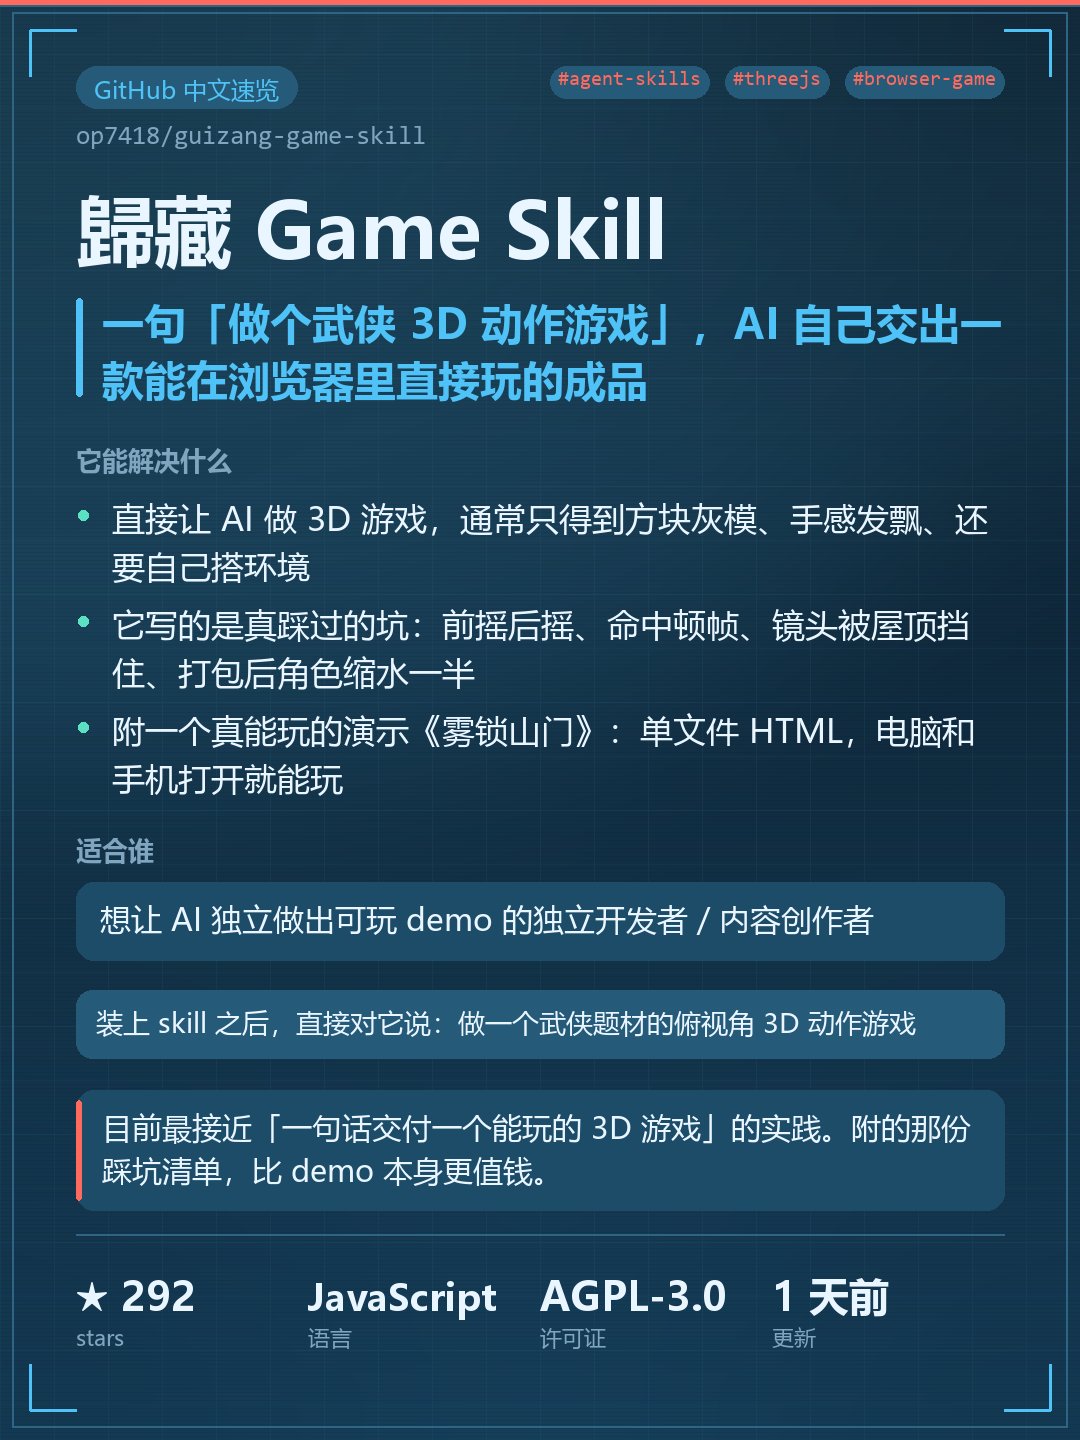 GitHub 中文速览
#agent-skills
#threejs
#browser-game
op7418/guizang-game-skill
歸藏 Game Skill
一句「做个武侠 3D 动作游戏」，AI 自己交出一
款能在浏览器里直接玩的成品
它能解决什么
• 直接让 AI 做 3D 游戏，通常只得到方块灰模、手感发飘、还
要自己搭环境
• 它写的是真踩过的坑：前摇后摇、命中顿帧、镜头被屋顶挡
住、打包后角色缩水一半
• 附一个真能玩的演示《雾锁山门》：单文件 HTML，电脑和
手机打开就能玩
适合谁
想让 AI 独立做出可玩 demo 的独立开发者 / 内容创作者
装上 skill 之后，直接对它说：做一个武侠题材的俯视角 3D 动作游戏
目前最接近「一句话交付一个能玩的 3D 游戏」的实践。附的那份
踩坑清单，比 demo 本身更值钱。
★ 292
stars
JavaScript
语言
AGPL-3.0
许可证
1 天前
更新